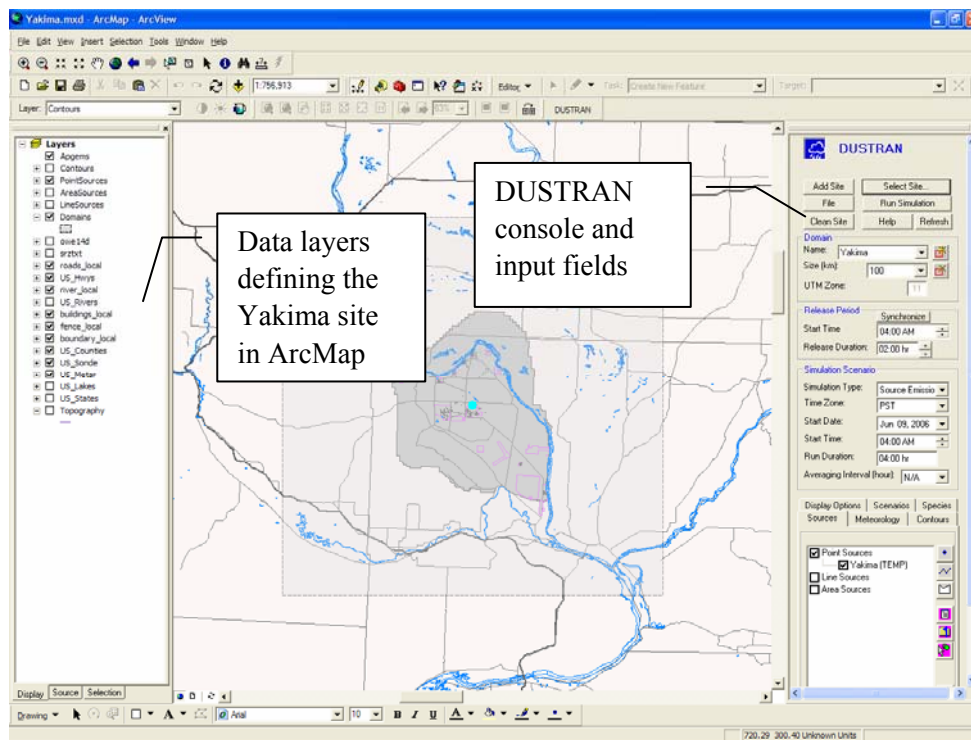 Yakima.mxd - ArcMap - ArcView
File Edit View Insert Selection Tools Window Help
1:756,913
Editor
Task: Create New Feature
Target:
Layer: Contours
83%
DUSTRAN
Layers
Apgems
Contours
PointSources
AreaSources
LineSources
Domains
owe14d
srztxt
roads_local
US_Hwys
river_local
US_Rivers
buildings_local
fence_local
boundary_local
US_Counties
US_Sonde
US_Meter
US_Lakes
US_States
Topography
Data layers
defining the
Yakima site
in ArcMap
DUSTRAN
console and
input fields
DUSTRAN
Add Site
Select Site...
File
Run Simulation
Clean Site
Help
Refresh
Domain
Name: Yakima
Size (km): 100
UTM Zone: 11
Release Period
Synchronize
Start Time 04:00 AM
Release Duration: 02:00 hr
Simulation Scenario
Simulation Type: Source Emissio
Time Zone: PST
Start Date: Jun 09, 2006
Start Time: 04:00 AM
Run Duration: 04:00 hr
Averaging Interval (hour): N/A
Display Options Scenarios Species
Sources Meteorology Contours
Point Sources
Yakima (TEMP)
Line Sources
Area Sources
Display Source Selection
Drawing
A
Arial
10
B I U A
720.29 300.40 Unknown Units